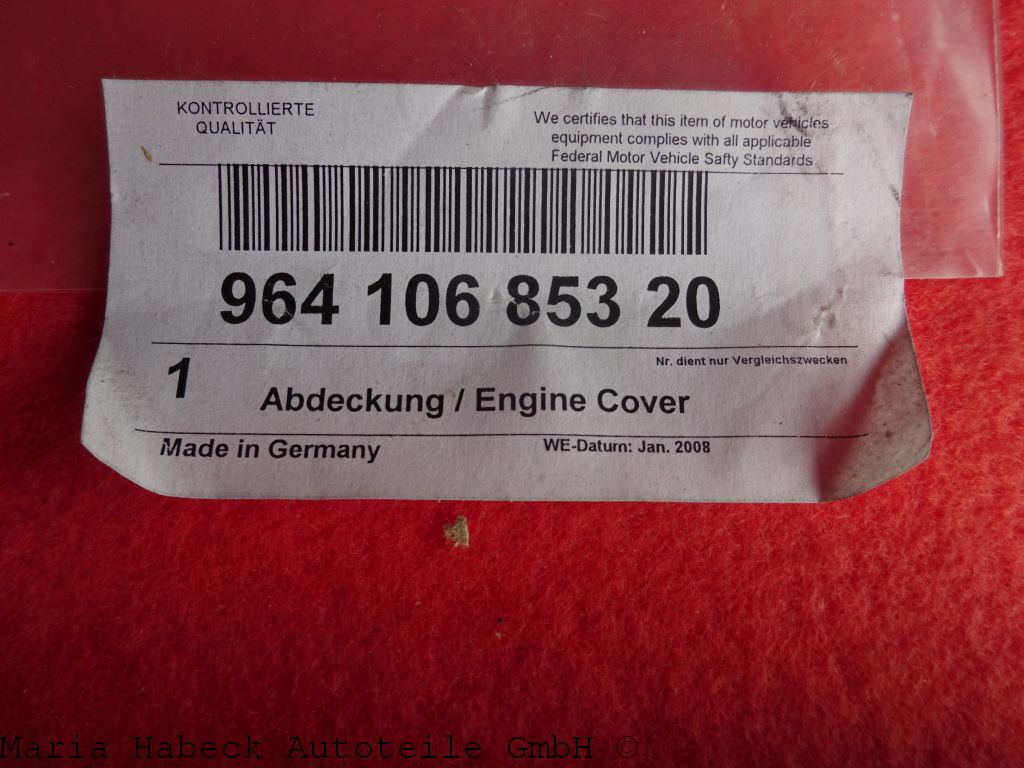 KONTROLLIERTE
QUALITÄT
We certifies that this item of motor vehicles
equipment complies with all applicable
Federal Motor Vehicle Safty Standards
964 106 853 20
Nr. dient nur Vergleichszwecken
1
Abdeckung / Engine Cover
Made in Germany
WE-Daturn: Jan. 2008
Maria Habeck Autoteile GmbH ©